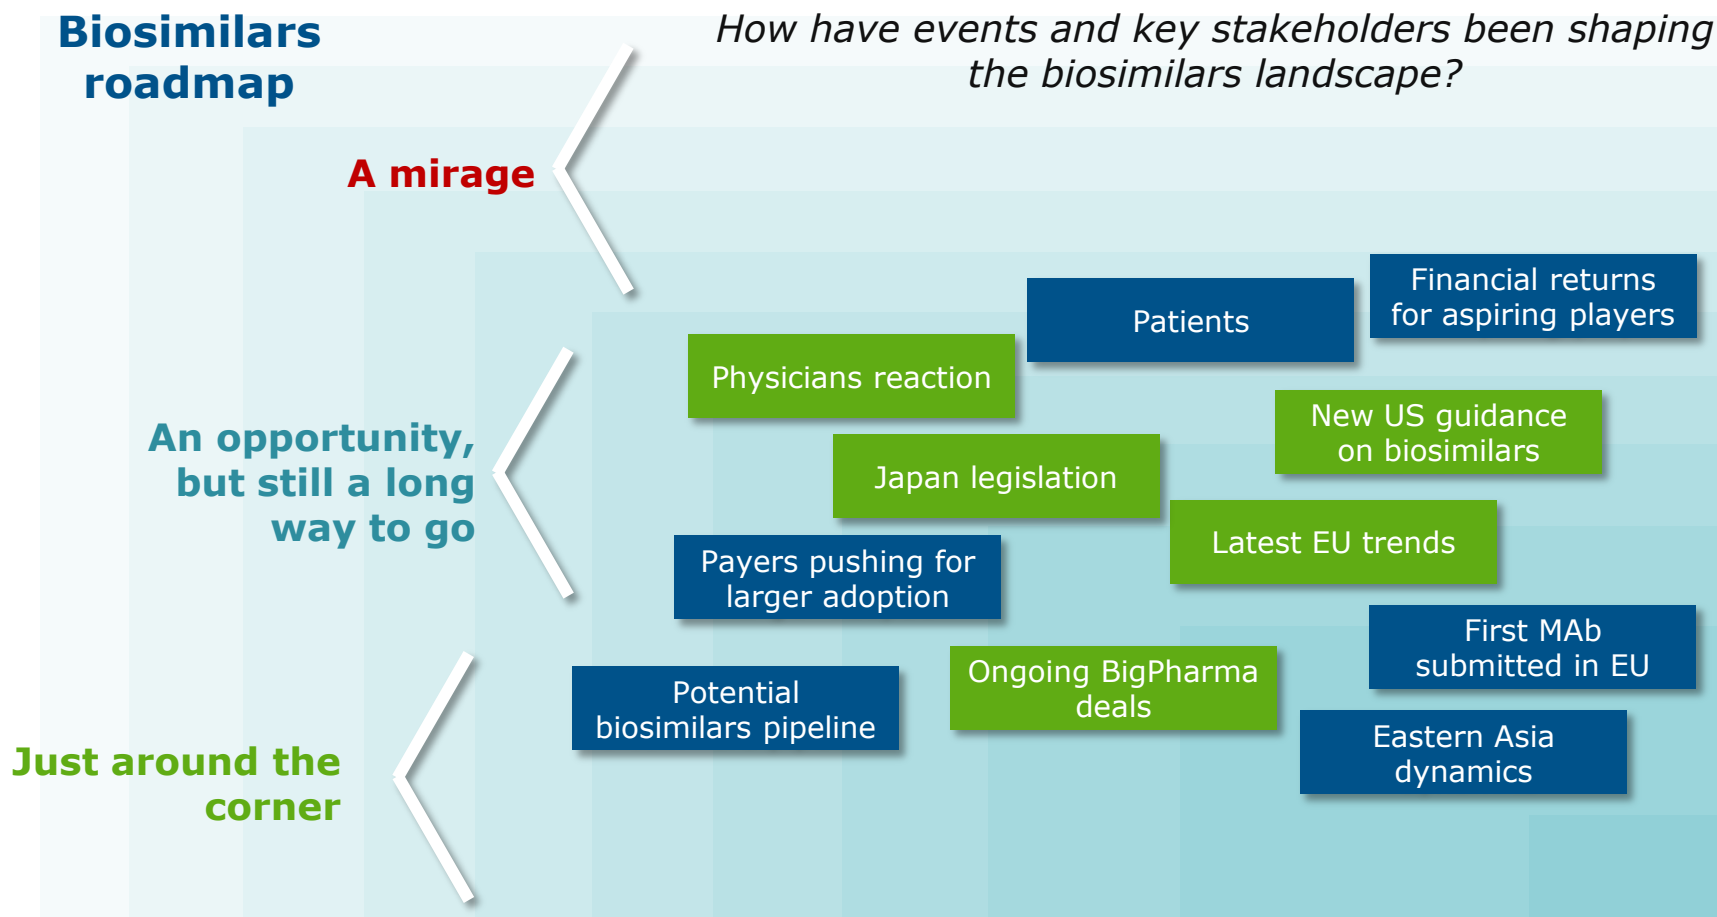 Biosimilars
roadmap
How have events and key stakeholders been shaping
the biosimilars landscape?
A mirage
Financial returns
for aspiring players
Patients
Physicians reaction
New US guidance
on biosimilars
An opportunity,
but still a long
way to go
Japan legislation
Latest EU trends
Payers pushing for
larger adoption
First MAb
submitted in EU
Ongoing BigPharma
deals
Potential
biosimilars pipeline
Eastern Asia
dynamics
Just around the
corner